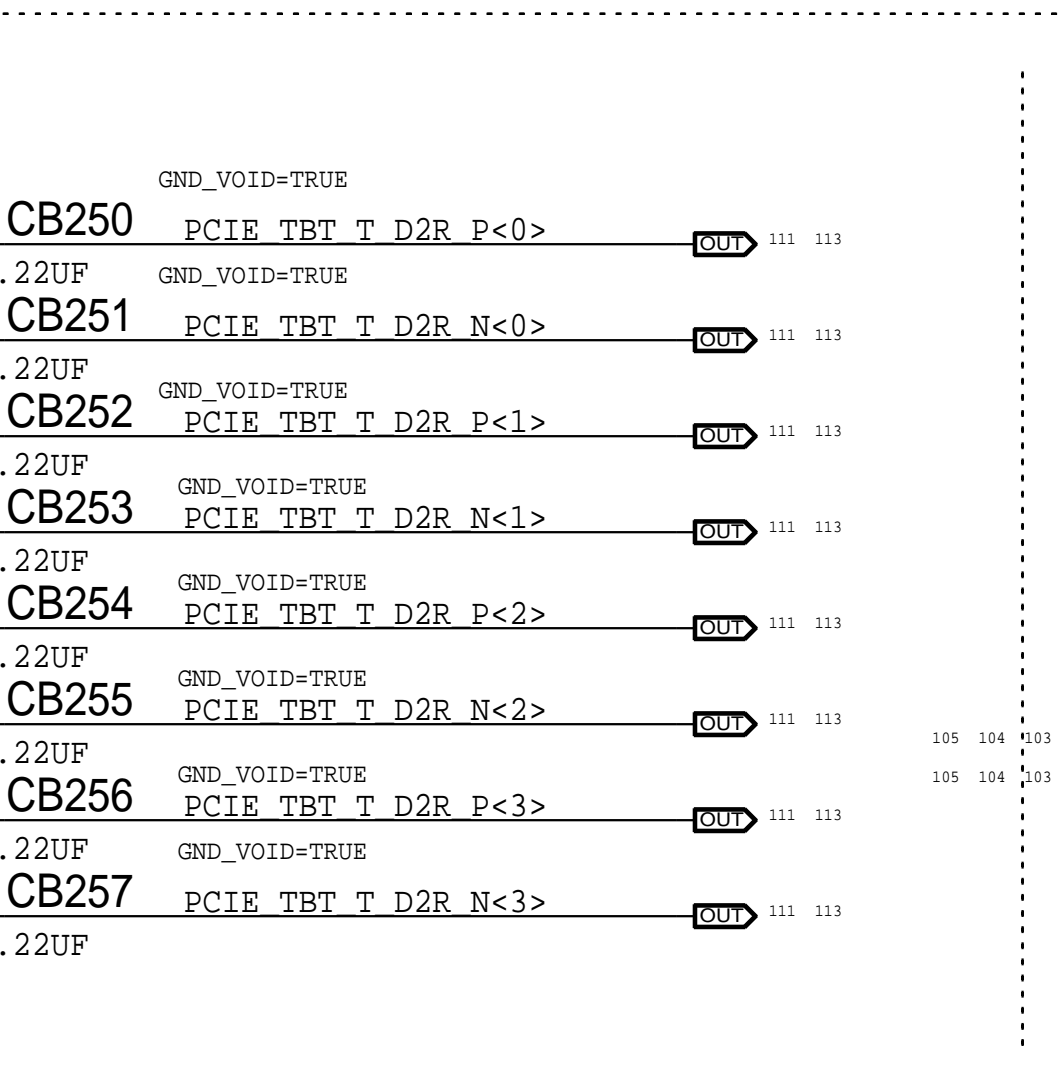 GND_VOID=TRUE
CB250 PCIE_TBT_T_D2R_P<0> OUT 111 113
.22UF GND_VOID=TRUE
CB251 PCIE_TBT_T_D2R_N<0> OUT 111 113
.22UF
GND_VOID=TRUE
CB252 PCIE_TBT_T_D2R_P<1> OUT 111 113
.22UF
GND_VOID=TRUE
CB253 PCIE_TBT_T_D2R_N<1> OUT 111 113
.22UF
GND_VOID=TRUE
CB254 PCIE_TBT_T_D2R_P<2> OUT 111 113
.22UF
GND_VOID=TRUE
CB255 PCIE_TBT_T_D2R_N<2> OUT 111 113
105 104 103
.22UF
GND_VOID=TRUE
105 104 103
CB256 PCIE_TBT_T_D2R_P<3> OUT 111 113
.22UF GND_VOID=TRUE
CB257 PCIE_TBT_T_D2R_N<3> OUT 111 113
.22UF